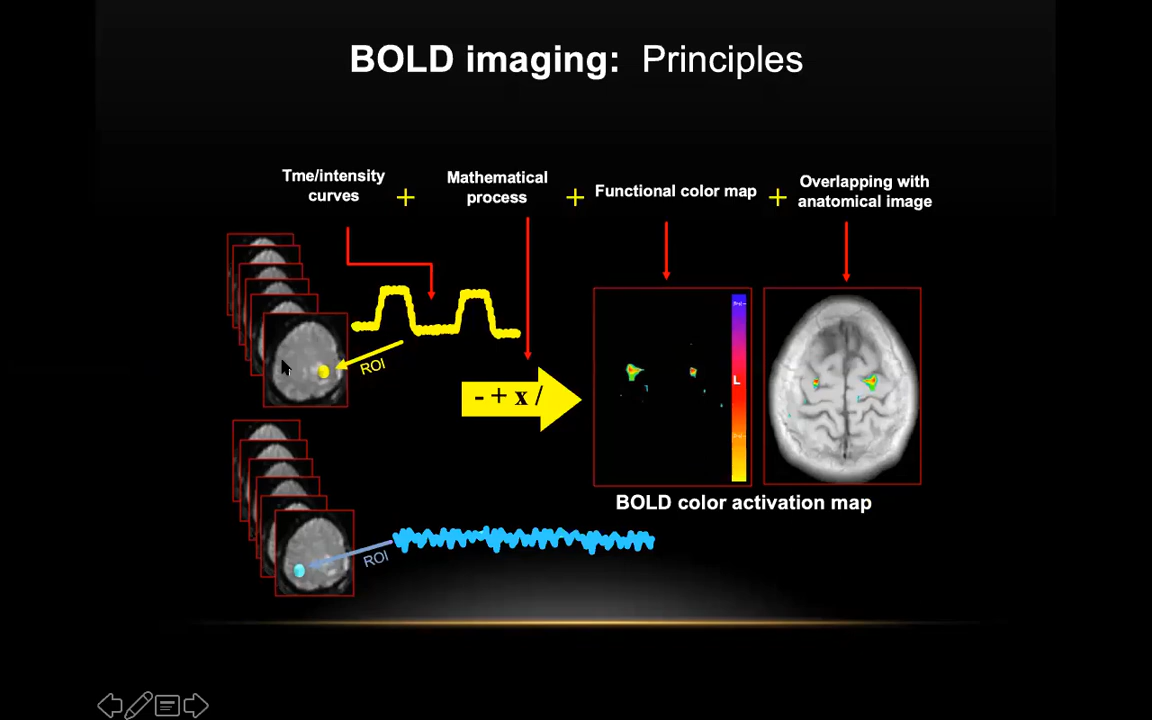 BOLD imaging: Principles
Tme/intensity
curves
+
Mathematical
process
+
Functional color map
+
Overlapping with
anatomical image
ROI
- + x /
L
BOLD color activation map
ROI